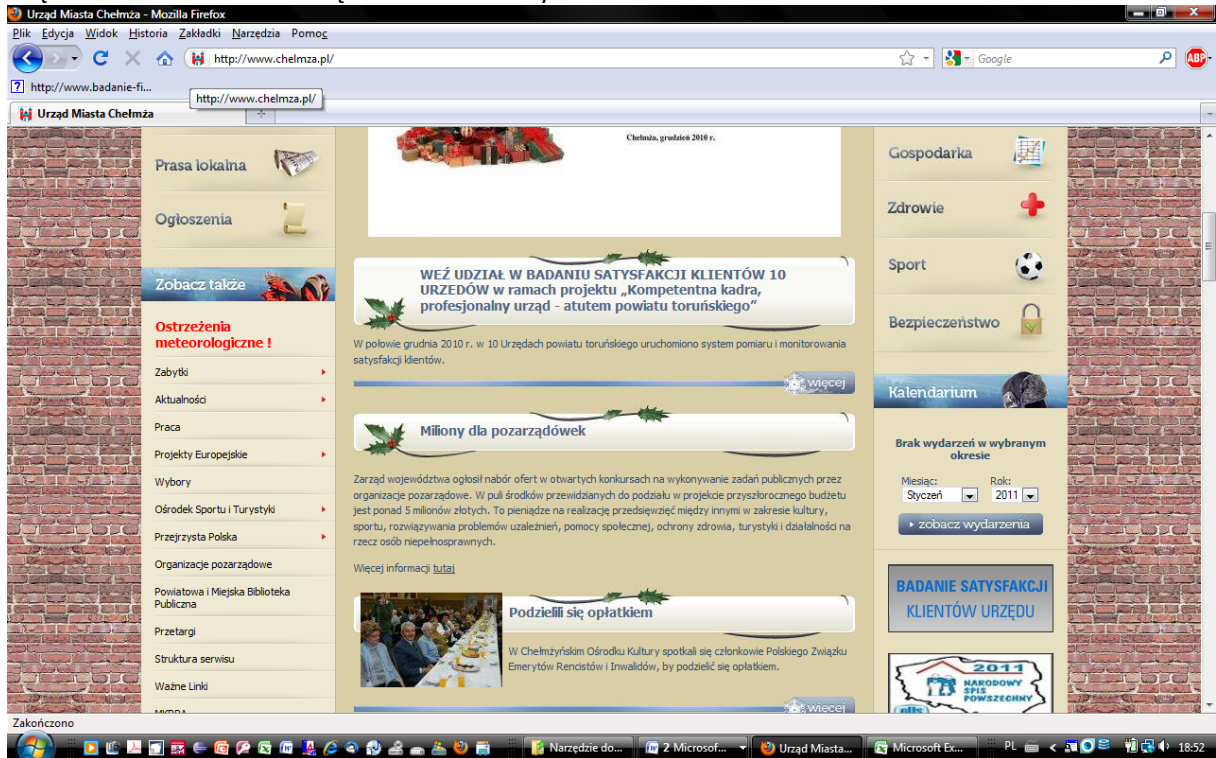 Urząd Miasta Chełmża - Mozilla Firefox
Plik Edycja Widok Historia Zakładki Narzędzia Pomoc
http://www.chelmza.pl/
Google
ABP
http://www.badanie-fi...
http://www.chelmza.pl/
Urząd Miasta Chełmża
Prasa lokalna
Ogłoszenia
Zobacz także
Ostrzeżenia
meteorologiczne !
Zabytki
Aktualności
Praca
Projekty Europejskie
Wybory
Ośrodek Sportu i Turystyki
Przejrzysta Polska
Organizacje pozarządowe
Powiatowa i Miejska Biblioteka
Publiczna
Przetargi
Struktura serwisu
Ważne Linki
Chełmża, grudzień 2010 r.
WEŹ UDZIAŁ W BADANIU SATYSFAKCJI KLIENTÓW 10
URZEDÓW w ramach projektu „Kompetentna kadra,
profesjonalny urząd - atutem powiatu toruńskiego”
W połowie grudnia 2010 r. w 10 Urzędach powiatu toruńskiego uruchomiono system pomiaru i monitorowania
satysfakcji klientów.
więcej
Miliony dla pozarządówek
Zarząd województwa ogłosił nabór ofert w otwartych konkursach na wykonywanie zadań publicznych przez
organizacje pozarządowe. W puli środków przewidzianych do podziału w projekcie przyszłorocznego budżetu
jest ponad 5 milionów złotych. To pieniądze na realizację przedsięwzięć między innymi w zakresie kultury,
sportu, rozwiązywania problemów uzależnień, pomocy społecznej, ochrony zdrowia, turystyki i działalności na
rzecz osób niepełnosprawnych.
Więcej informacji tutaj
Podzielili się opłatkiem
W Chełmżyńskim Ośrodku Kultury spotkali się członkowie Polskiego Związku
Emerytów Rencistów i Inwalidów, by podzielić się opłatkiem.
więcej
Gospodarka
Zdrowie
Sport
Bezpieczeństwo
Kalendarium
Brak wydarzeń w wybranym
okresie
Miesiąc: Rok:
Styczeń 2011
zobacz wydarzenia
BADANIE SATYSFAKCJI
KLIENTÓW URZĘDU
2011
NARODOWY
SPIS
POWSZECHNY
Zakończono
Narzędzie do...
2 Microsof...
Urząd Miasta...
Microsoft Ex...
PL
18:52